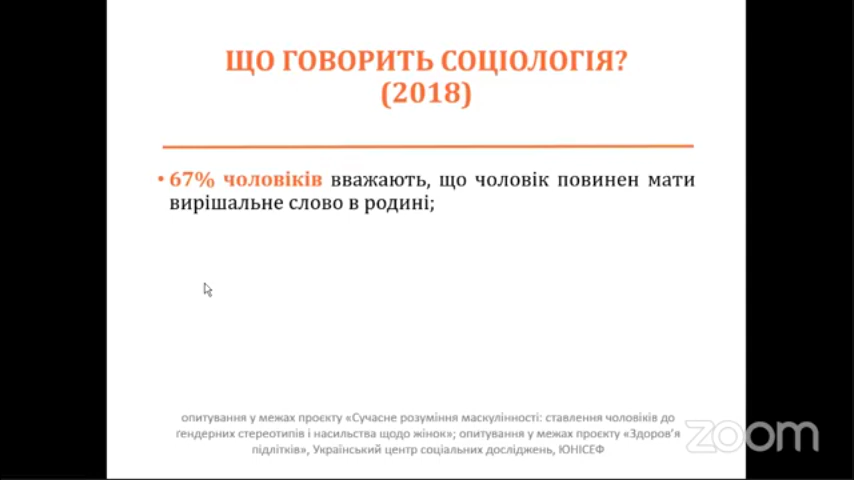 ЩО ГОВОРИТЬ СОЦІОЛОГІЯ?
(2018)
• 67% чоловіків вважають, що чоловік повинен мати
вирішальне слово в родині;
опитування у межах проєкту «Сучасне розуміння маскулінності: ставлення чоловіків до
гендерних стереотипів і насильства щодо жінок»; опитування у межах проєкту «Здоров'я
підлітків», Український центр соціальних досліджень, ЮНІСЕФ
zoom